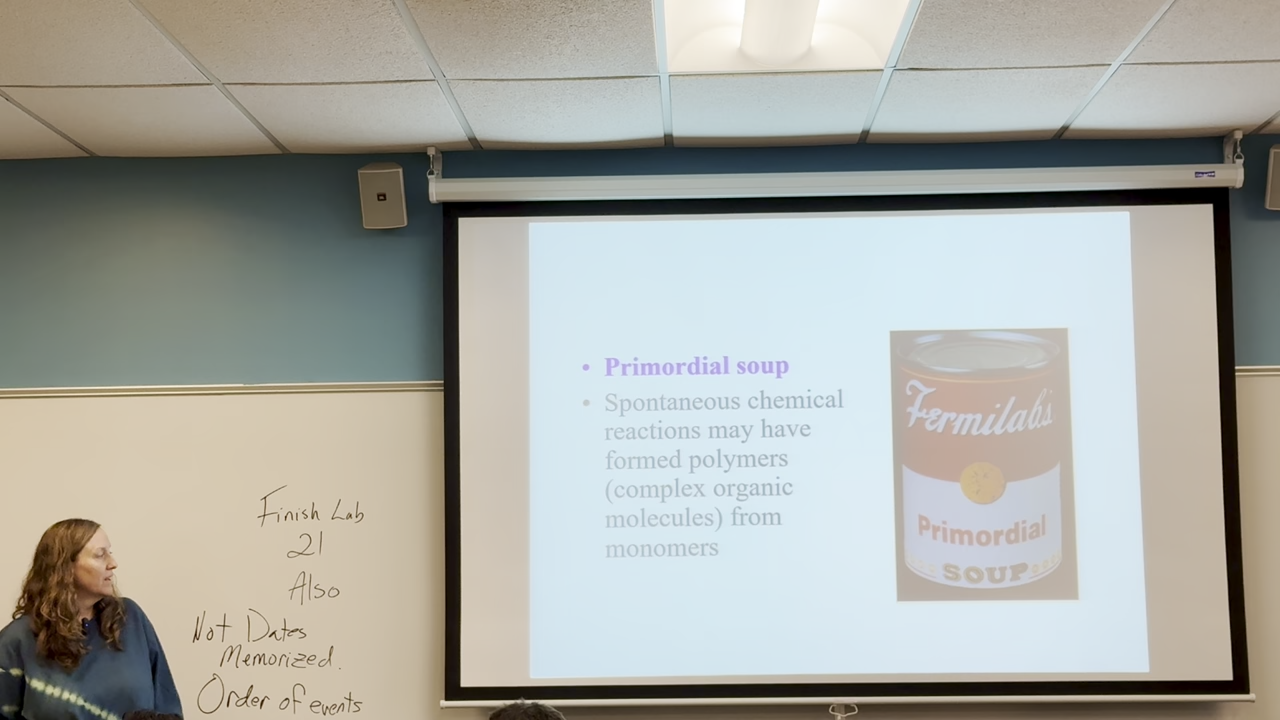 Finish Lab
21
Also
Not Dates
Memorized.
Order of events
• Primordial soup
• Spontaneous chemical
reactions may have
formed polymers
(complex organic
molecules) from
monomers
Fermilab's
Primordial
SOUP